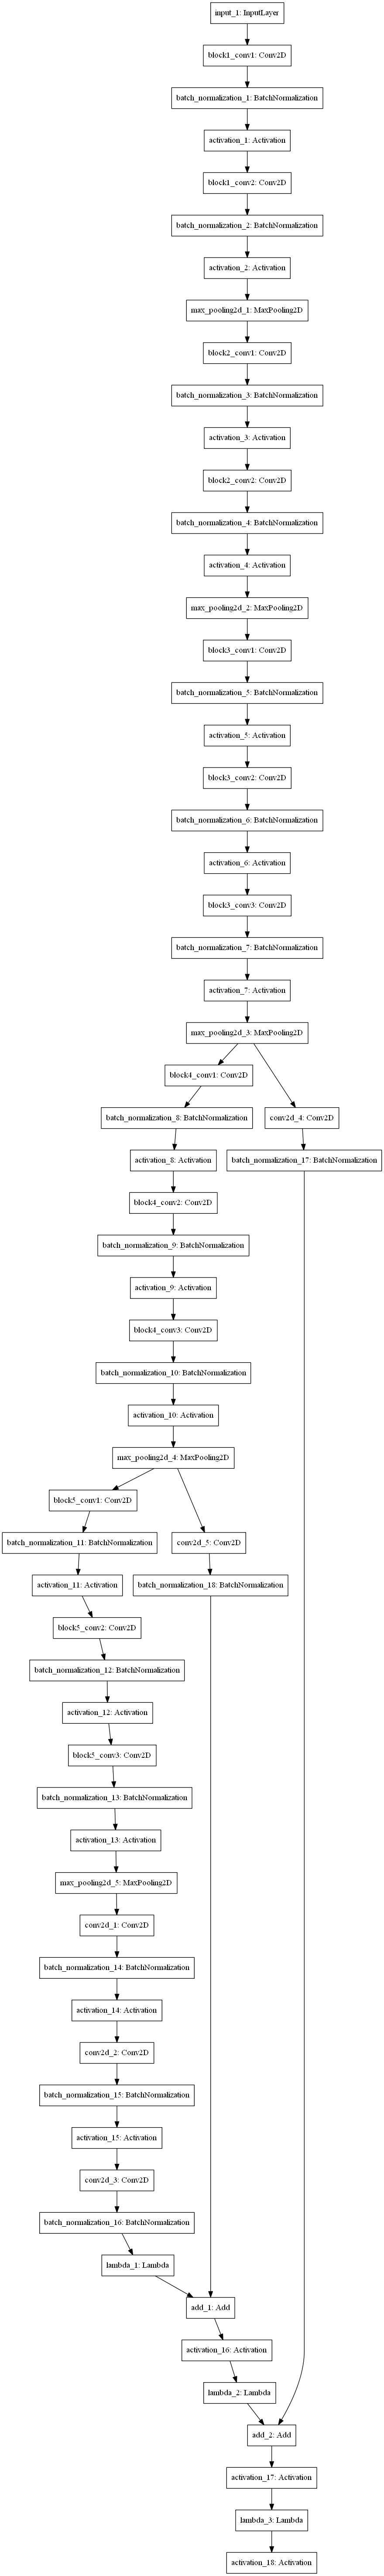 input_1: InputLayer
block1_conv1: Conv2D
batch_normalization_1: BatchNormalization
activation_1: Activation
block1_conv2: Conv2D
batch_normalization_2: BatchNormalization
activation_2: Activation
max_pooling2d_1: MaxPooling2D
block2_conv1: Conv2D
batch_normalization_3: BatchNormalization
activation_3: Activation
block2_conv2: Conv2D
batch_normalization_4: BatchNormalization
activation_4: Activation
max_pooling2d_2: MaxPooling2D
block3_conv1: Conv2D
batch_normalization_5: BatchNormalization
activation_5: Activation
block3_conv2: Conv2D
batch_normalization_6: BatchNormalization
activation_6: Activation
block3_conv3: Conv2D
batch_normalization_7: BatchNormalization
activation_7: Activation
max_pooling2d_3: MaxPooling2D
block4_conv1: Conv2D
batch_normalization_8: BatchNormalization
conv2d_4: Conv2D
activation_8: Activation
batch_normalization_17: BatchNormalization
block4_conv2: Conv2D
batch_normalization_9: BatchNormalization
activation_9: Activation
block4_conv3: Conv2D
batch_normalization_10: BatchNormalization
activation_10: Activation
max_pooling2d_4: MaxPooling2D
block5_conv1: Conv2D
batch_normalization_11: BatchNormalization
conv2d_5: Conv2D
activation_11: Activation
batch_normalization_18: BatchNormalization
block5_conv2: Conv2D
batch_normalization_12: BatchNormalization
activation_12: Activation
block5_conv3: Conv2D
batch_normalization_13: BatchNormalization
activation_13: Activation
max_pooling2d_5: MaxPooling2D
conv2d_1: Conv2D
batch_normalization_14: BatchNormalization
activation_14: Activation
conv2d_2: Conv2D
batch_normalization_15: BatchNormalization
activation_15: Activation
conv2d_3: Conv2D
batch_normalization_16: BatchNormalization
lambda_1: Lambda
add_1: Add
activation_16: Activation
lambda_2: Lambda
add_2: Add
activation_17: Activation
lambda_3: Lambda
activation_18: Activation